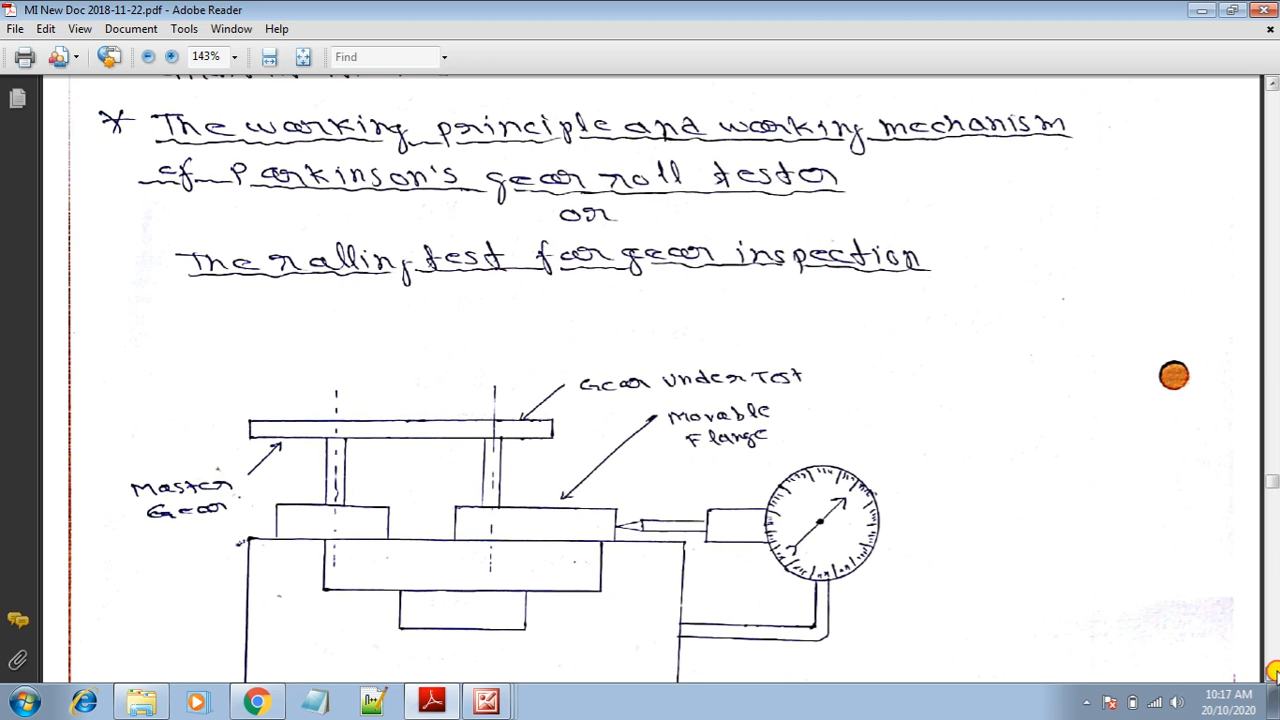 MI New Doc 2018-11-22.pdf - Adobe Reader
File Edit View Document Tools Window Help
143% Find
* The working principle and working mechanism
of Parkinson's gear roll tester
or
The rolling test for gear inspection
Gear Under Test
Movable
Flange
Master
Gear
10:17 AM
20/10/2020